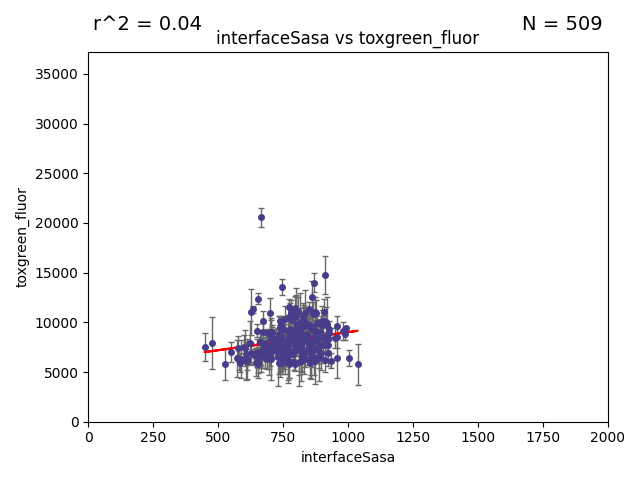 r^2 = 0.04
N = 509
interfaceSasa vs toxgreen_fluor
35000
30000
25000
20000
15000
10000
5000
0
toxgreen_fluor
0 250 500 750 1000 1250 1500 1750 2000
interfaceSasa